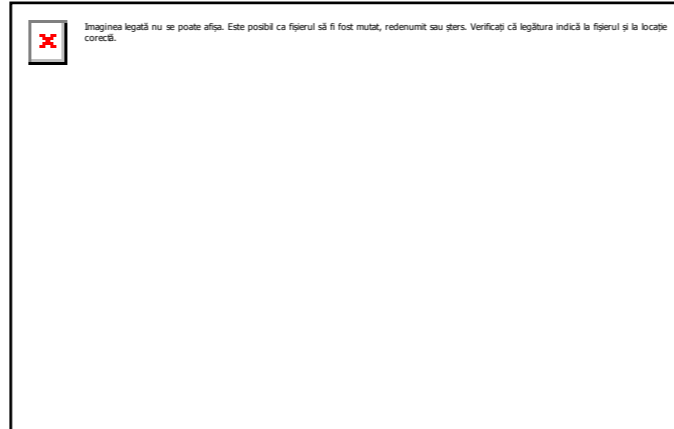 Imaginea legată nu se poate afișa. Este posibil ca fișierul să fi fost mutat, redenumit sau șters. Verificați că legătura indică la fișierul și la locație
corectă.